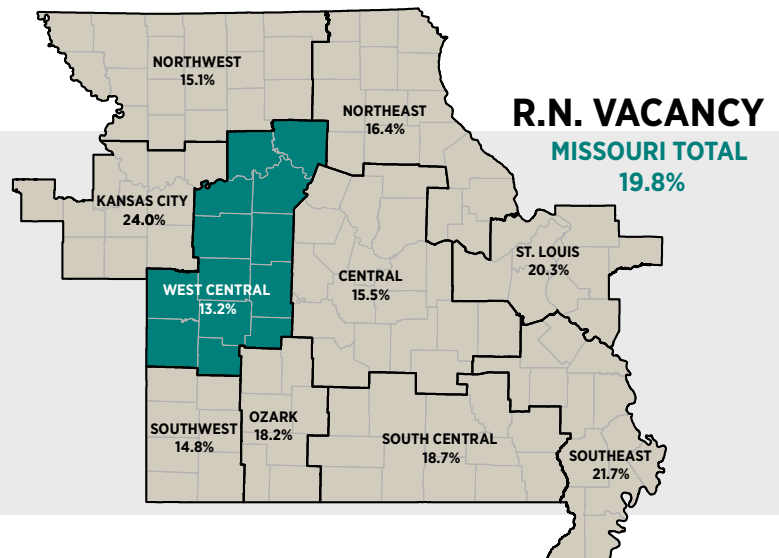 R.N. VACANCY
MISSOURI TOTAL
19.8%
NORTHWEST
15.1%
NORTHEAST
16.4%
KANSAS CITY
24.0%
ST. LOUIS
20.3%
WEST CENTRAL
13.2%
CENTRAL
15.5%
SOUTHWEST
14.8%
OZARK
18.2%
SOUTH CENTRAL
18.7%
SOUTHEAST
21.7%